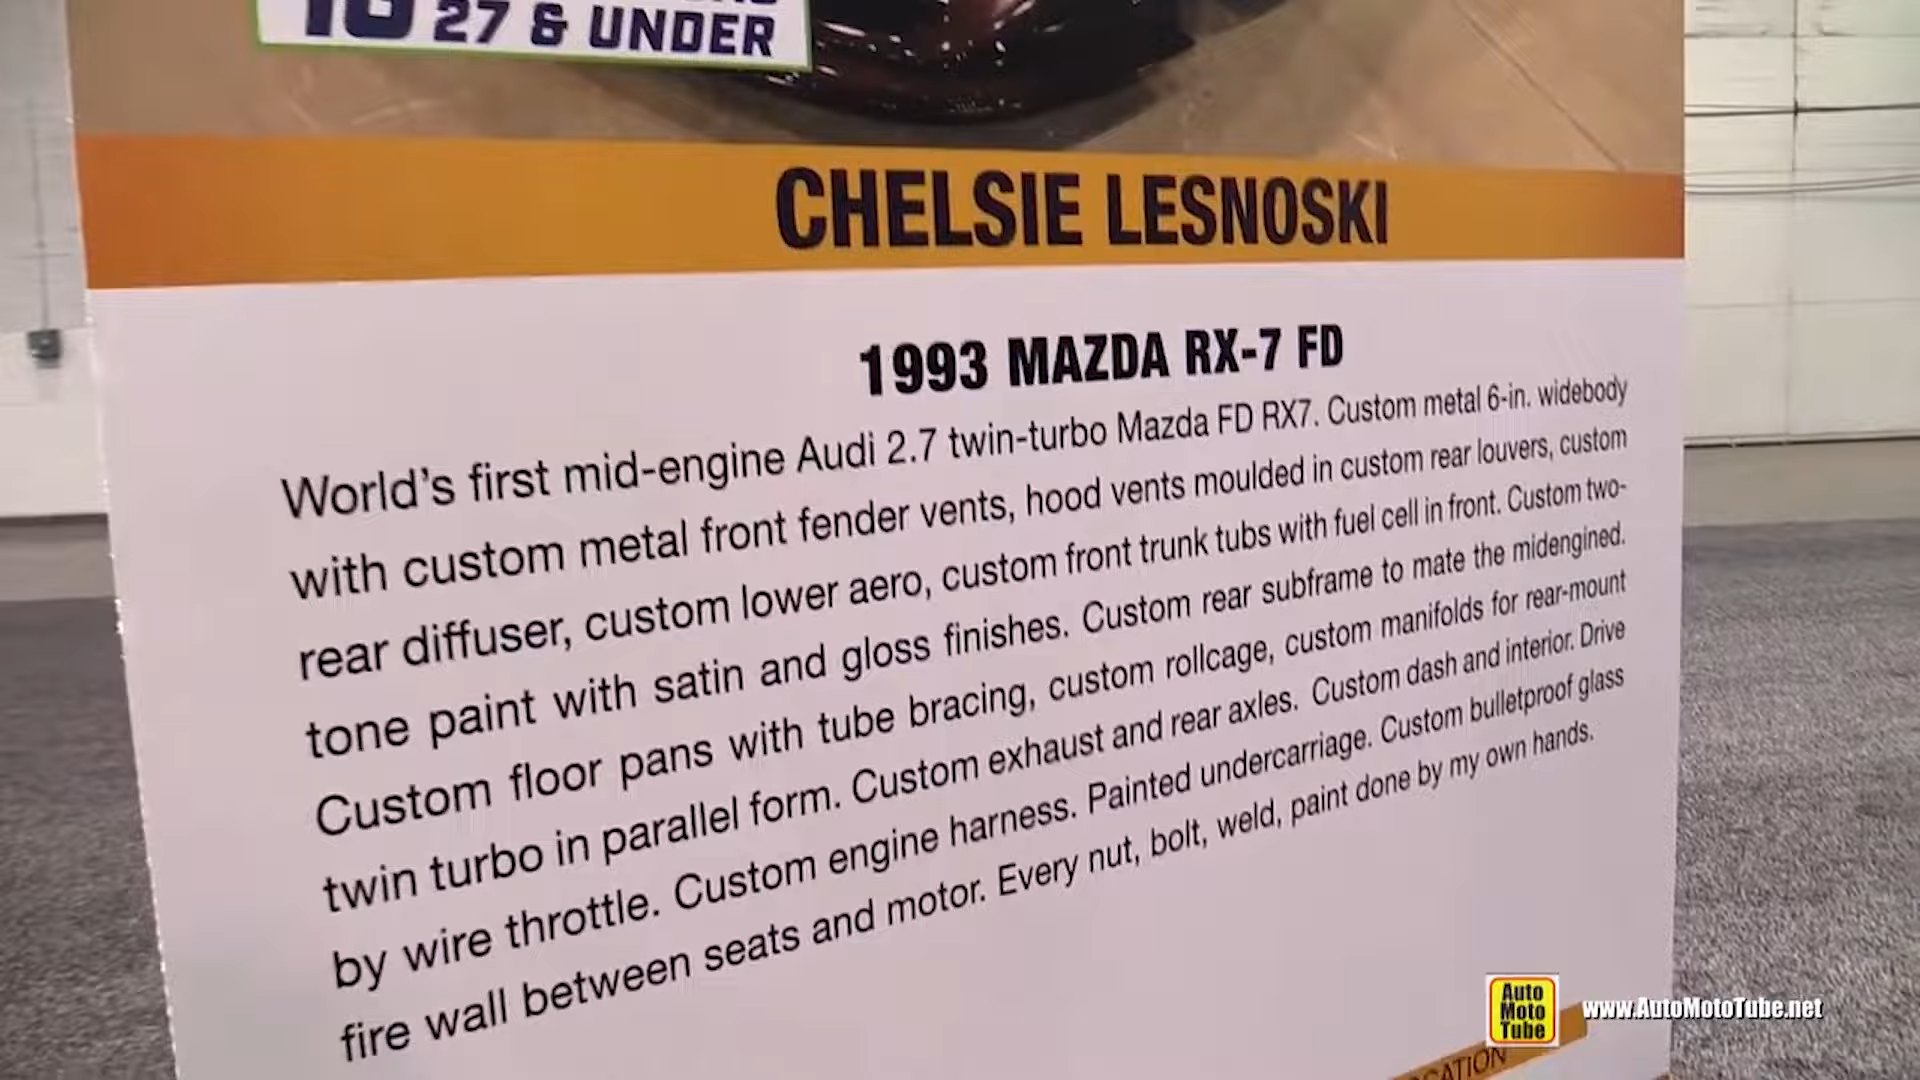 27 & UNDER
CHELSIE LESNOSKI
1993 MAZDA RX-7 FD
World's first mid-engine Audi 2.7 twin-turbo Mazda FD RX7. Custom metal 6-in. widebody
with custom metal front fender vents, hood vents moulded in custom rear louvers, custom
rear diffuser, custom lower aero, custom front trunk tubs with fuel cell in front. Custom two-
tone paint with satin and gloss finishes. Custom rear subframe to mate the midengined.
Custom floor pans with tube bracing, custom rollcage, custom manifolds for rear-mount
twin turbo in parallel form. Custom exhaust and rear axles. Custom dash and interior. Drive
by wire throttle. Custom engine harness. Painted undercarriage. Custom bulletproof glass
fire wall between seats and motor. Every nut, bolt, weld, paint done by my own hands.
Auto
Moto
Tube
www.AutoMotoTube.net